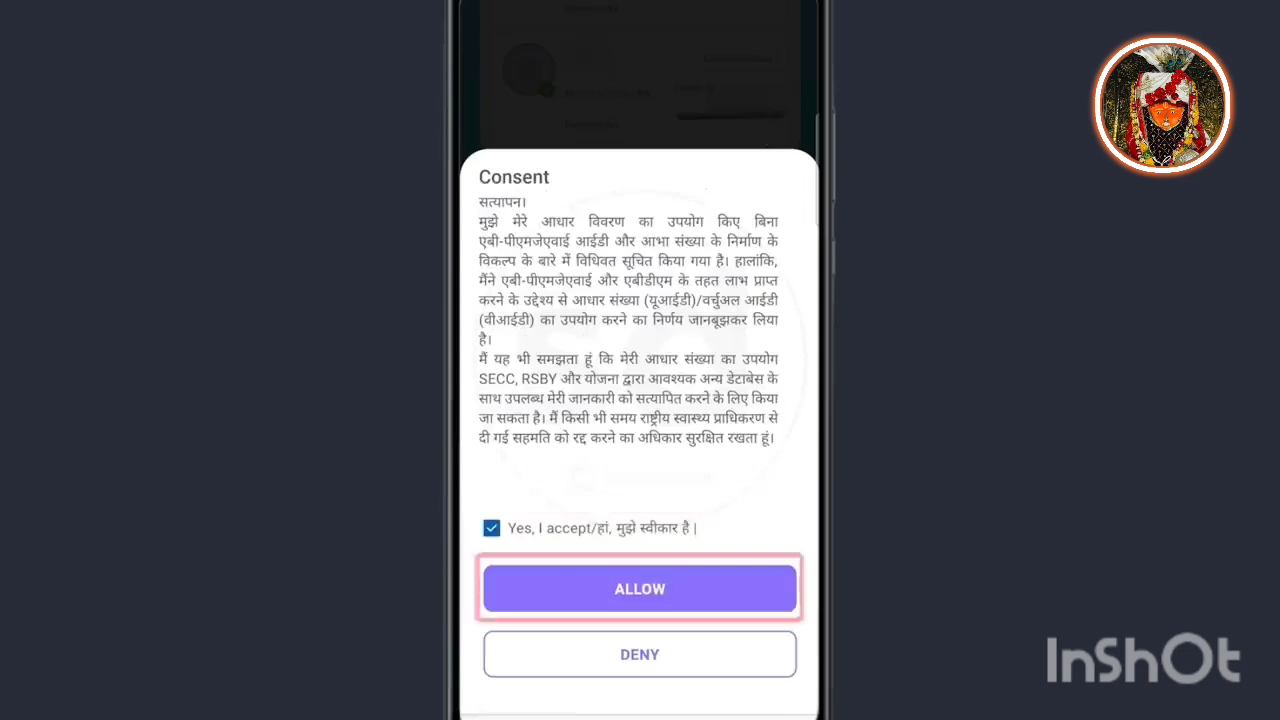 Consent
सत्यापन।
मुझे मेरे आधार विवरण का उपयोग किए बिना
एबी-पीएमजेएवाई आईडी और आभा संख्या के निर्माण के
विकल्प के बारे में विधिवत सूचित किया गया है। हालांकि,
मैंने एबी-पीएमजेएवाई और एबीडीएम के तहत लाभ प्राप्त
करने के उद्देश्य से आधार संख्या (यूआईडी)/वर्चुअल आईडी
(वीआईडी) का उपयोग करने का निर्णय जानबूझकर लिया
है।
मैं यह भी समझता हूं कि मेरी आधार संख्या का उपयोग
SECC, RSBY और योजना द्वारा आवश्यक अन्य डेटाबेस के
साथ उपलब्ध मेरी जानकारी को सत्यापित करने के लिए किया
जा सकता है। मैं किसी भी समय राष्ट्रीय स्वास्थ्य प्राधिकरण से
दी गई सहमति को रद्द करने का अधिकार सुरक्षित रखता हूं।
Yes, I accept/हां, मुझे स्वीकार है |
ALLOW
DENY
InShOt